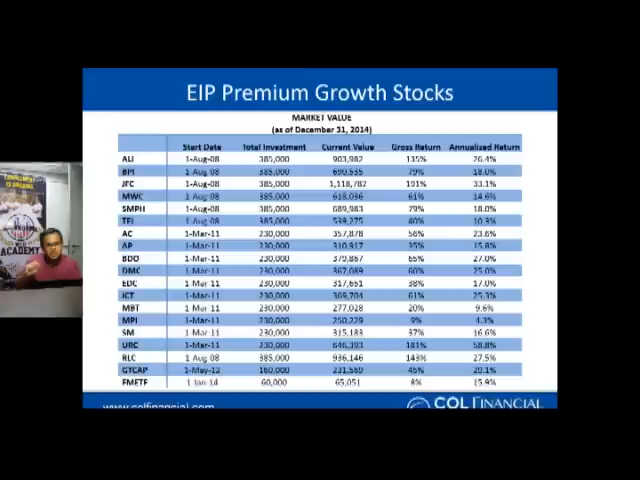 EIP Premium Growth Stocks
MARKET VALUE
(as of December 31, 2014)
Start Date Total Investment Current Value Gross Return Annualized Return
ALI 1-Aug-08 385,000 903,982 135% 26.4%
BPI 1-Aug-08 385,000 690,535 79% 18.0%
JFC 1-Aug-08 385,000 1,118,782 191% 33.1%
MWC 1-Aug-08 385,000 618,036 61% 14.6%
SMPH 1-Aug-08 385,000 689,983 79% 18.0%
TEL 1-Aug-08 385,000 539,275 40% 10.3%
AC 1-Mar-11 230,000 357,878 56% 23.6%
AP 1-Mar-11 230,000 310,917 35% 15.8%
BDO 1-Mar-11 230,000 379,867 65% 27.0%
DMC 1-Mar-11 230,000 367,089 60% 25.0%
EDC 1-Mar-11 230,000 317,651 38% 17.0%
ICT 1-Mar-11 230,000 369,704 61% 25.3%
MBT 1-Mar-11 230,000 277,028 20% 9.6%
MPI 1-Mar-11 230,000 250,229 9% 4.3%
SM 1-Mar-11 230,000 315,183 37% 16.6%
URC 1-Mar-11 230,000 646,393 181% 58.8%
RLC 1-Aug-08 385,000 936,146 143% 27.5%
GTCAP 1-May-12 160,000 231,569 45% 29.1%
FMETF 1-Jan-14 60,000 65,051 8% 15.9%
www.colfinancial.com COL FINANCIAL
ACADEMY